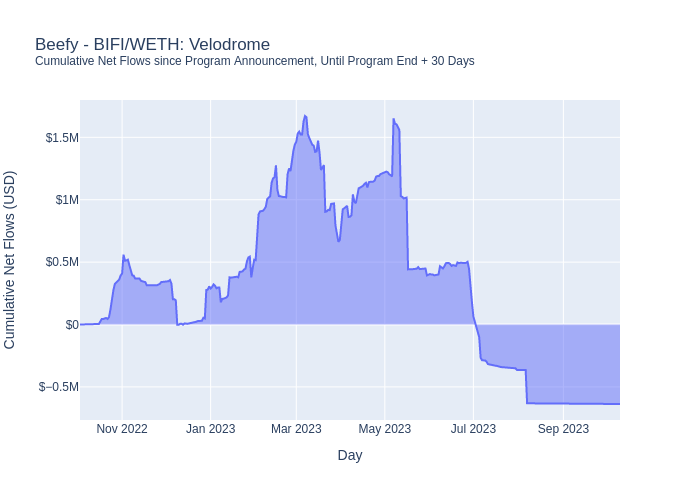 Beefy - BIFI/WETH: Velodrome
Cumulative Net Flows since Program Announcement, Until Program End + 30 Days
Cumulative Net Flows (USD)
$1.5M
$1M
$0.5M
$0
$−0.5M
Nov 2022
Jan 2023
Mar 2023
May 2023
Jul 2023
Sep 2023
Day